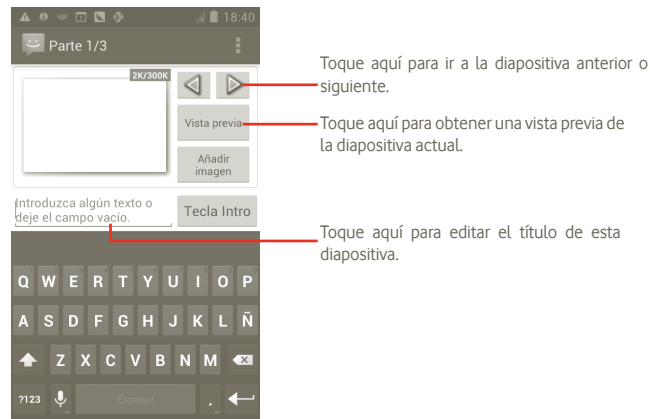 18:40
Parte 1/3
2K/300K
Vista previa
Añadir
imagen
Introduzca algún texto o
deje el campo vacío.
Tecla Intro
Q W E R T Y U I O P
A S D F G H J K L Ñ
Z X C V B N M
?123 Español .
Toque aquí para ir a la diapositiva anterior o
siguiente.
Toque aquí para obtener una vista previa de
la diapositiva actual.
Toque aquí para editar el título de esta
diapositiva.